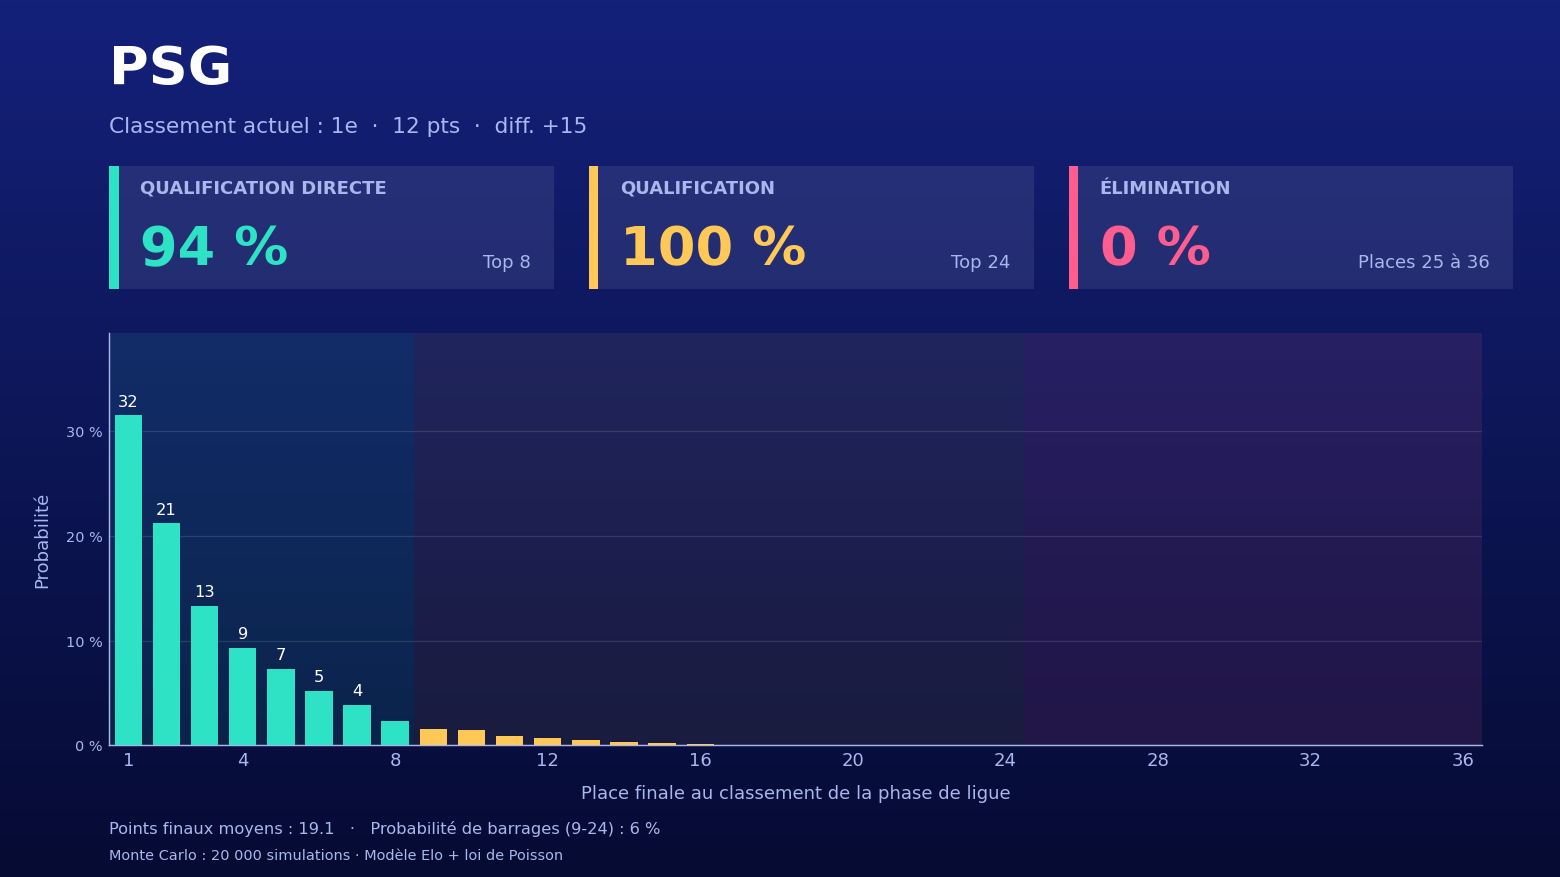 PSG
Classement actuel : 1e · 12 pts · diff. +15
QUALIFICATION DIRECTE
94 %
Top 8
QUALIFICATION
100 %
Top 24
ÉLIMINATION
0 %
Places 25 à 36
Probabilité
30 %
20 %
10 %
0 %
32
21
13
9
7
5
4
1 4 8 12 16 20 24 28 32 36
Place finale au classement de la phase de ligue
Points finaux moyens : 19.1 · Probabilité de barrages (9-24) : 6 %
Monte Carlo : 20 000 simulations · Modèle Elo + loi de Poisson